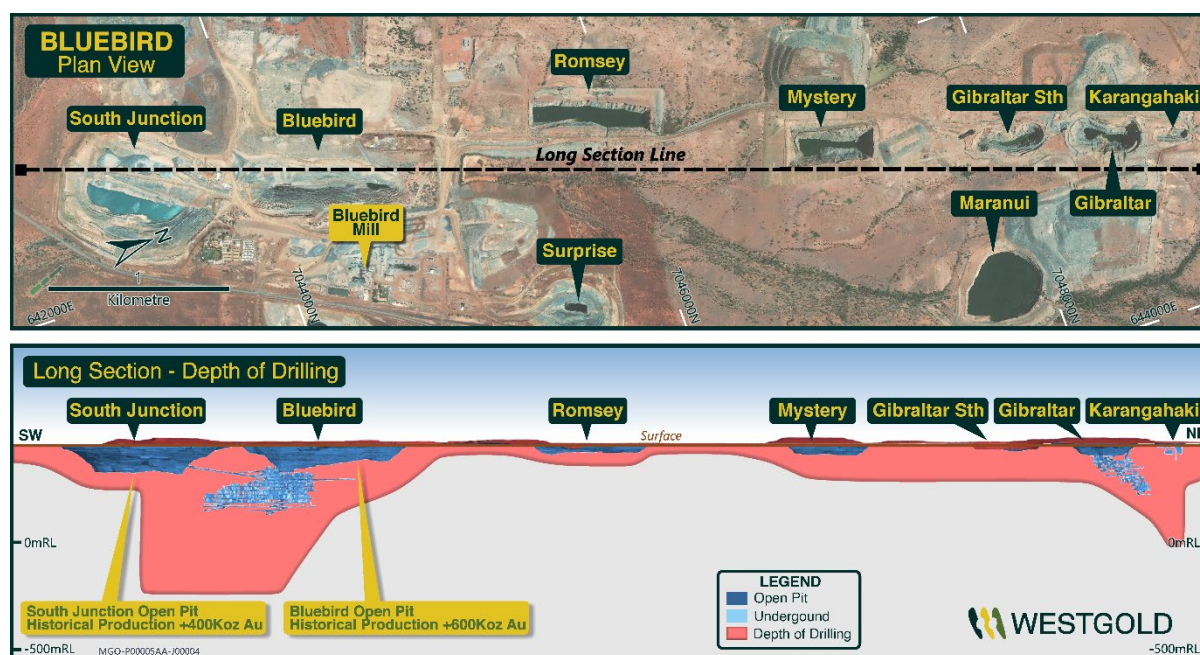 BLUEBIRD
Plan View
South Junction
Bluebird
Romsey
Mystery
Gibraltar Sth
Karangahaki
Long Section Line
Bluebird
Mill
Surprise
Maranui
Gibraltar
N
1
Kilometre
642000E
7044000N
7046000N
7048000N
644000E
Long Section - Depth of Drilling
South Junction
Bluebird
Romsey
Mystery
Gibraltar Sth
Gibraltar
Karangahaki
SW
Surface
NE
0mRL
0mRL
South Junction Open Pit
Historical Production +400Koz Au
Bluebird Open Pit
Historical Production +600Koz Au
LEGEND
Open Pit
Undergound
Depth of Drilling
WESTGOLD
-500mRL
MGO-P00005AA-J00004
-500mRL